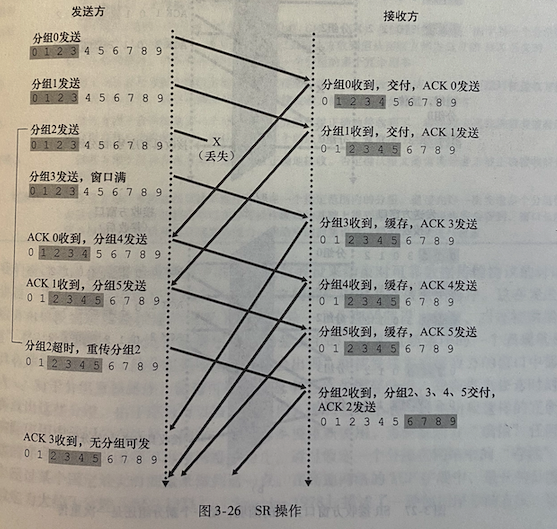 发送方
接收方
分组0发送
0 1 2 3 4 5 6 7 8 9
分组0收到，交付，ACK 0发送
0 1 2 3 4 5 6 7 8 9
分组1发送
0 1 2 3 4 5 6 7 8 9
分组1收到，交付，ACK 1发送
0 1 2 3 4 5 6 7 8 9
分组2发送
0 1 2 3 4 5 6 7 8 9
X
（丢失）
分组3发送，窗口满
0 1 2 3 4 5 6 7 8 9
分组3收到，缓存，ACK 3发送
0 1 2 3 4 5 6 7 8 9
ACK 0收到，分组4发送
0 1 2 3 4 5 6 7 8 9
分组4收到，缓存，ACK 4发送
0 1 2 3 4 5 6 7 8 9
ACK 1收到，分组5发送
0 1 2 3 4 5 6 7 8 9
分组5收到，缓存，ACK 5发送
0 1 2 3 4 5 6 7 8 9
分组2超时，重传分组2
0 1 2 3 4 5 6 7 8 9
分组2收到，分组2、3、4、5交付，
ACK 2发送
0 1 2 3 4 5 6 7 8 9
ACK 3收到，无分组可发
0 1 2 3 4 5 6 7 8 9
图 3-26 SR 操作